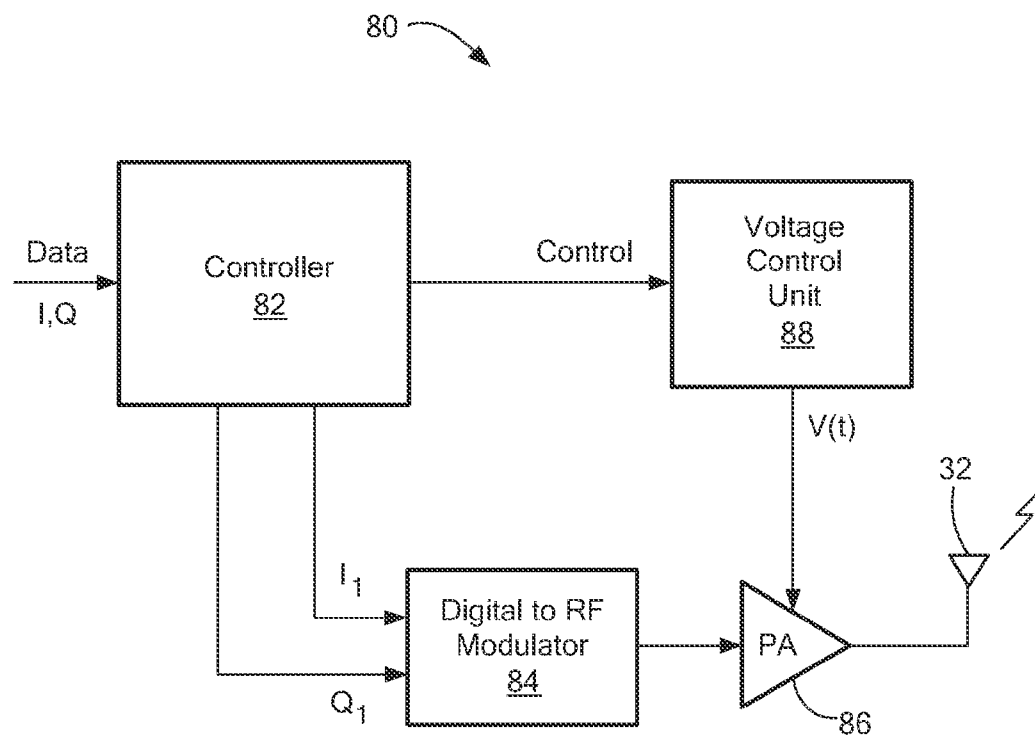 80
Data
I,Q
Controller
82
Control
Voltage
Control
Unit
88
V(t)
32
I₁
Q₁
Digital to RF
Modulator
84
PA
86